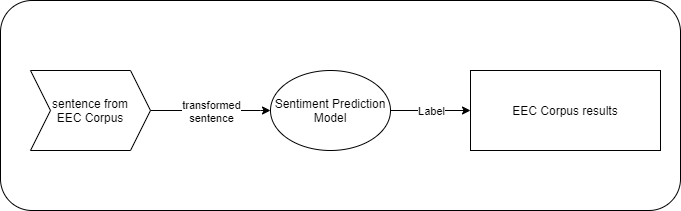 sentence from
EEC Corpus
transformed
sentence
Sentiment Prediction
Model
Label
EEC Corpus results